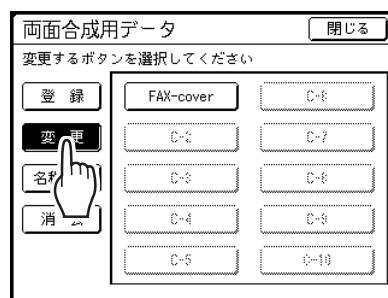 両面合成用データ 閉じる
変更するボタンを選択してください
登 録 FAX-cover C-6
変 更 C-2 C-7
名 C-3 C-8
消 C-4 C-9
C-5 C-10